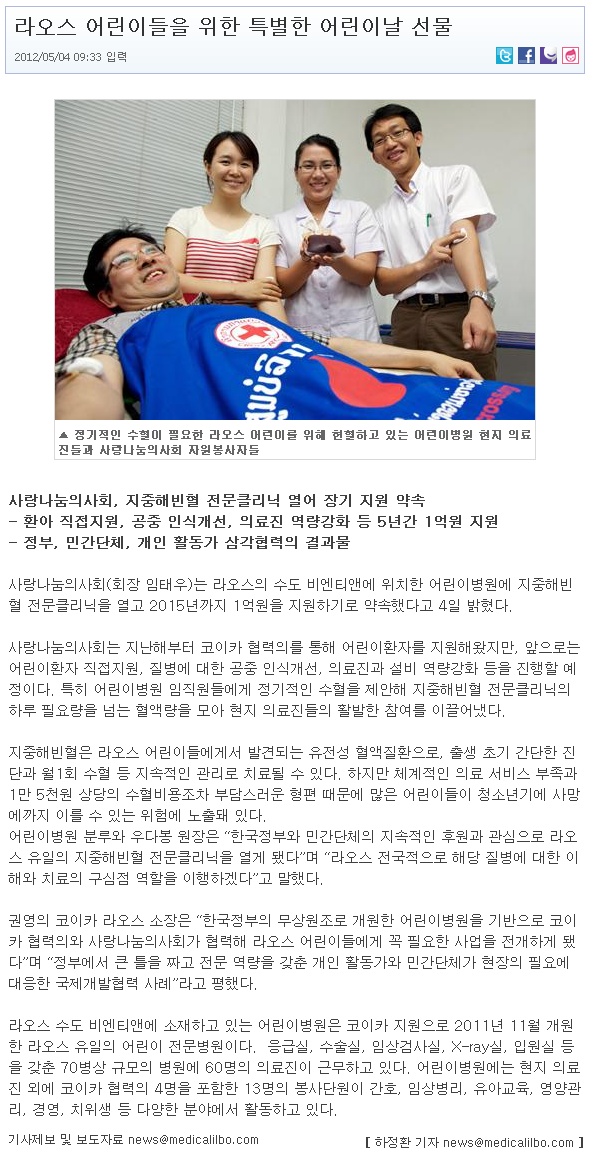 라오스 어린이들을 위한 특별한 어린이날 선물
2012/05/04 09:33 입력
▲ 정기적인 수혈이 필요한 라오스 어린이를 위해 헌혈하고 있는 어린이병원 현지 의료
진들과 사랑나눔의사회 자원봉사자들
사랑나눔의사회, 지중해빈혈 전문클리닉 열어 장기 지원 약속
- 환아 직접지원, 공중 인식개선, 의료진 역량강화 등 5년간 1억원 지원
- 정부, 민간단체, 개인 활동가 삼각협력의 결과물
사랑나눔의사회(회장 임태우)는 라오스의 수도 비엔티앤에 위치한 어린이병원에 지중해빈
혈 전문클리닉을 열고 2015년까지 1억원을 지원하기로 약속했다고 4일 밝혔다.
사랑나눔의사회는 지난해부터 코이카 협력의를 통해 어린이환자를 지원해왔지만, 앞으로는
어린이환자 직접지원, 질병에 대한 공중 인식개선, 의료진과 설비 역량강화 등을 진행할 예
정이다. 특히 어린이병원 임직원들에게 정기적인 수혈을 제안해 지중해빈혈 전문클리닉의
하루 필요량을 넘는 혈액량을 모아 현지 의료진들의 활발한 참여를 이끌어냈다.
지중해빈혈은 라오스 어린이들에게서 발견되는 유전성 혈액질환으로, 출생 초기 간단한 진
단과 월1회 수혈 등 지속적인 관리로 치료될 수 있다. 하지만 체계적인 의료 서비스 부족과
1만 5천원 상당의 수혈비용조차 부담스러운 형편 때문에 많은 어린이들이 청소년기에 사망
에까지 이를 수 있는 위험에 노출돼 있다.
어린이병원 분루와 우다봉 원장은 “한국정부와 민간단체의 지속적인 후원과 관심으로 라오
스 유일의 지중해빈혈 전문클리닉을 열게 됐다”며 “라오스 전국적으로 해당 질병에 대한 이
해와 치료의 구심점 역할을 이행하겠다”고 말했다.
권영의 코이카 라오스 소장은 “한국정부의 무상원조로 개원한 어린이병원을 기반으로 코이
카 협력의와 사랑나눔의사회가 협력해 라오스 어린이들에게 꼭 필요한 사업을 전개하게 됐
다”며 “정부에서 큰 틀을 짜고 전문 역량을 갖춘 개인 활동가와 민간단체가 현장의 필요에
대응한 국제개발협력 사례”라고 평했다.
라오스 수도 비엔티앤에 소재하고 있는 어린이병원은 코이카 지원으로 2011년 11월 개원
한 라오스 유일의 어린이 전문병원이다. 응급실, 수술실, 임상검사실, X-ray실, 입원실 등
을 갖춘 70병상 규모의 병원에 60명의 의료진이 근무하고 있다. 어린이병원에는 현지 의료
진 외에 코이카 협력의 4명을 포함한 13명의 봉사단원이 간호, 임상병리, 유아교육, 영양관
리, 경영, 치위생 등 다양한 분야에서 활동하고 있다.
기사제보 및 보도자료 news@medicalilbo.com [ 하정환 기자 news@medicalilbo.com ]